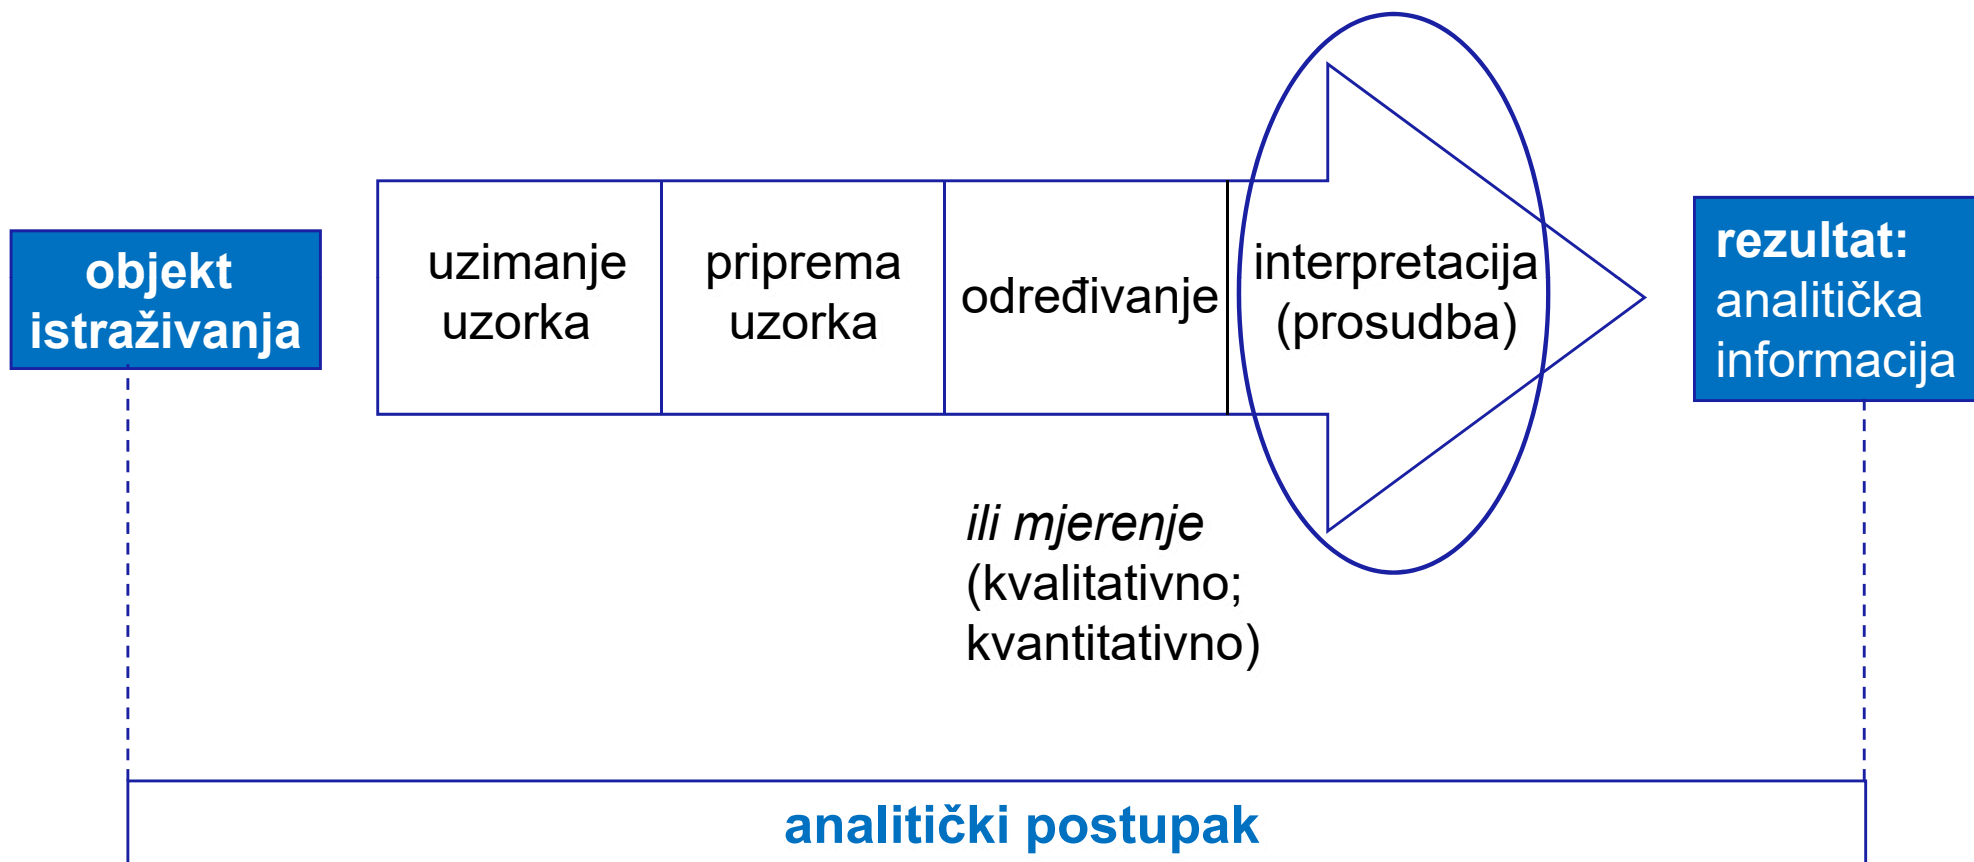 objekt
istraživanja
uzimanje
uzorka
priprema
uzorka
određivanje
interpretacija
(prosudba)
rezultat:
analitička
informacija
ili mjerenje
(kvalitativno;
kvantitativno)
analitički postupak